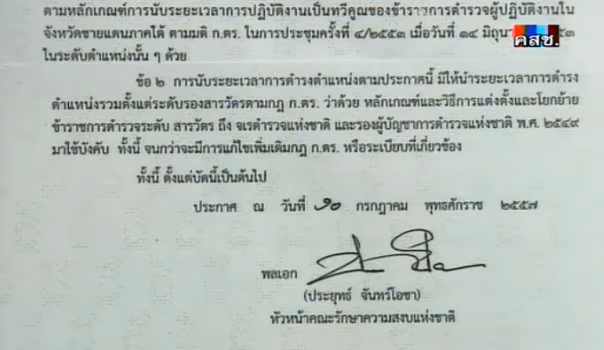 ตามหลักเกณฑ์การนับระยะเวลาการปฏิบัติงานเป็นทวีคูณของข้าราชการตำรวจผู้ปฏิบัติงานใน
จังหวัดชายแดนภาคใต้ ตามมติ ก.ตร. ในการประชุมครั้งที่ ๔/๒๕๕๓ เมื่อวันที่ ๑๔
คสช.
ในระดับตำแหน่งนั้น ๆ ด้วย
ข้อ ๒ การนับระยะเวลาการดำรงตำแหน่งตามประกาศนี้ มิให้นำระยะเวลาการดำรง
ตำแหน่งรวมตั้งแต่ระดับรองสารวัตรตามกฎ ก.ตร. ว่าด้วย หลักเกณฑ์และวิธีการแต่งตั้งและโยกย้าย
ข้าราชการตำรวจระดับ สารวัตร ถึง จเรตำรวจแห่งชาติ และรองผู้บัญชาการตำรวจแห่งชาติ พ.ศ. ๒๕๔๙
มาใช้บังคับ ทั้งนี้ จนกว่าจะมีการแก้ไขเพิ่มเติมกฎ ก.ตร. หรือระเบียบที่เกี่ยวข้อง
ทั้งนี้ ตั้งแต่บัดนี้เป็นต้นไป
ประกาศ ณ วันที่ ๑๐ กรกฎาคม พุทธศักราช ๒๕๕๗
พลเอก
(ประยุทธ์ จันทร์โอชา)
หัวหน้าคณะรักษาความสงบแห่งชาติ